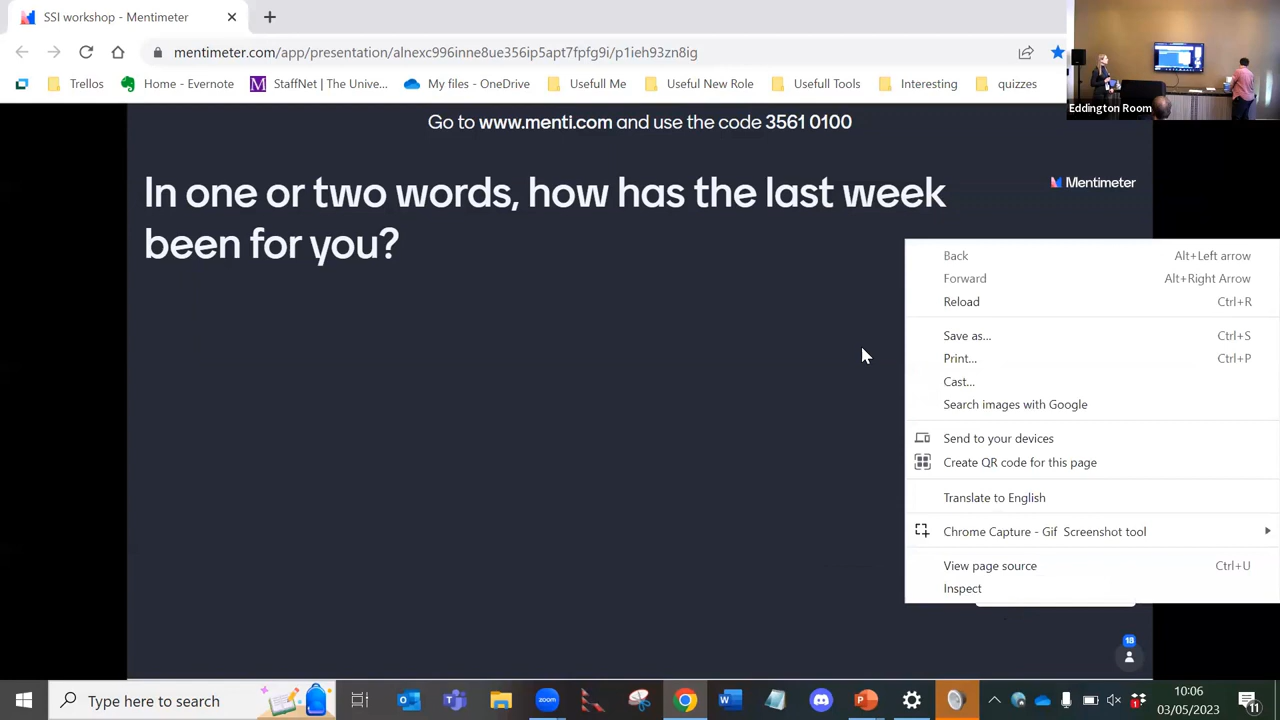 SSI workshop - Mentimeter
mentimeter.com/app/presentation/alnexc996inne8ue356ip5apt7fpfg9i/p1ieh93zn8ig
Trellos
Home - Evernote
StaffNet | The Unive...
My files - OneDrive
Usefull Me
Useful New Role
Usefull Tools
Interesting
quizzes
Eddington Room
Go to www.menti.com and use the code 3561 0100
In one or two words, how has the last week
been for you?
Mentimeter
Back Alt+Left arrow
Forward Alt+Right Arrow
Reload Ctrl+R
Save as... Ctrl+S
Print... Ctrl+P
Cast...
Search images with Google
Send to your devices
Create QR code for this page
Translate to English
Chrome Capture - Gif Screenshot tool
View page source Ctrl+U
Inspect
18
Type here to search
zoom
10:06
03/05/2023
11